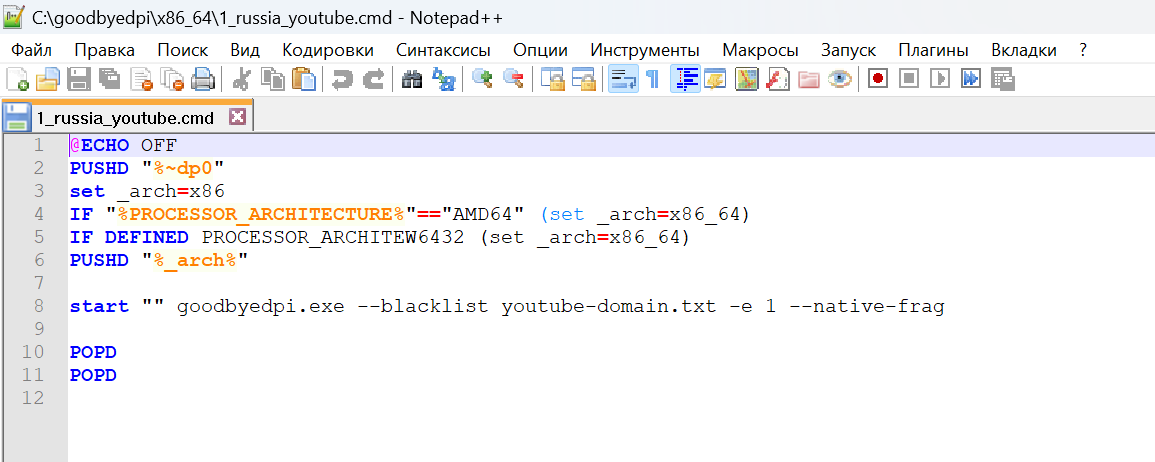 C:\goodbyedpi\x86_64\1_russia_youtube.cmd - Notepad++
Файл Правка Поиск Вид Кодировки Синтаксисы Опции Инструменты Макросы Запуск Плагины Вкладки ?
1_russia_youtube.cmd
1 @ECHO OFF
2 PUSHD "%~dp0"
3 set _arch=x86
4 IF "%PROCESSOR_ARCHITECTURE%"=="AMD64" (set _arch=x86_64)
5 IF DEFINED PROCESSOR_ARCHITEW6432 (set _arch=x86_64)
6 PUSHD "%_arch%"
7
8 start "" goodbyedpi.exe --blacklist youtube-domain.txt -e 1 --native-frag
9
10 POPD
11 POPD
12